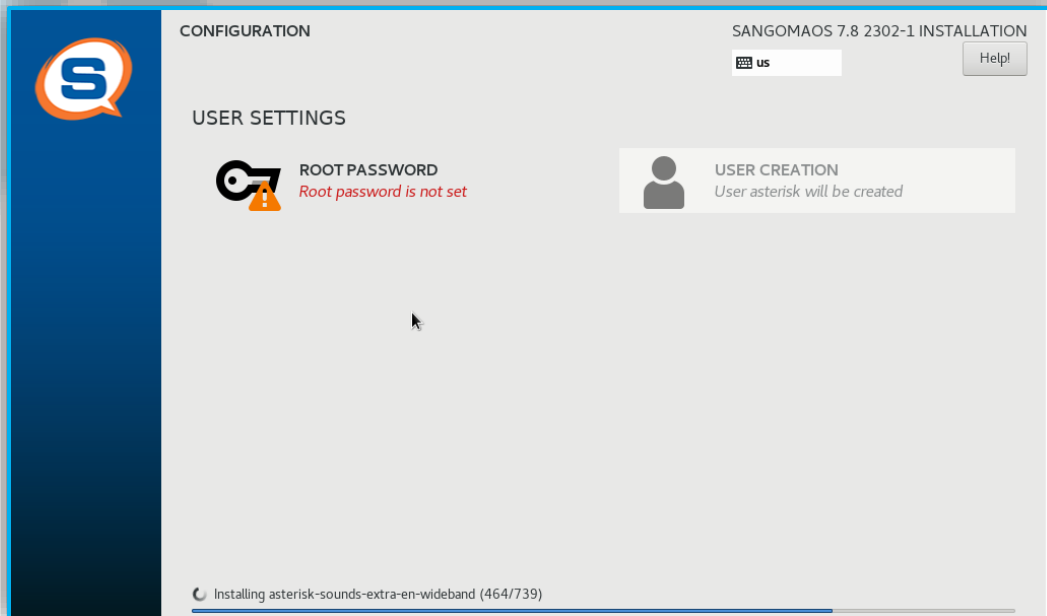 CONFIGURATION
SANGOMAOS 7.8 2302-1 INSTALLATION
us
Help!
USER SETTINGS
ROOT PASSWORD
Root password is not set
USER CREATION
User asterisk will be created
Installing asterisk-sounds-extra-en-wideband (464/739)